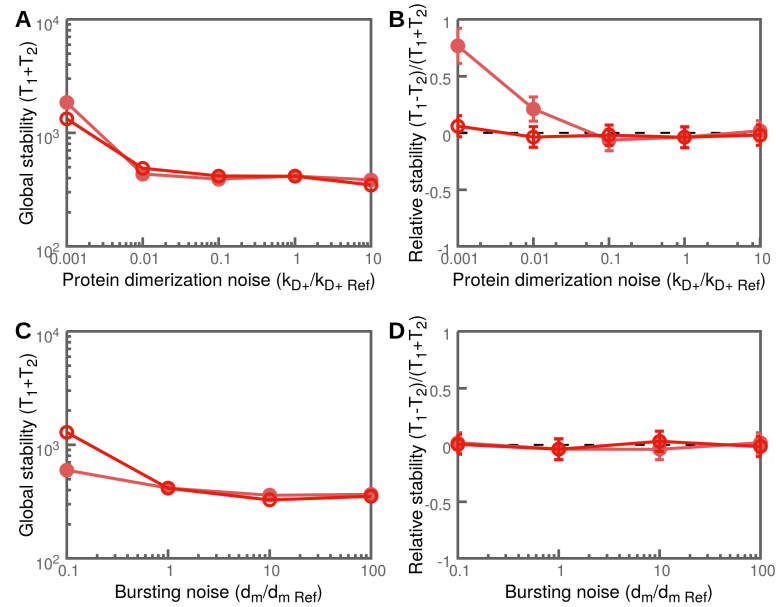 A
Global stability (T1+T2)
10^4
10^3
10^2
0.001
0.01
0.1
1
10
Protein dimerization noise (kD+/kD+ Ref)
B
Relative stability (T1-T2)/(T1+T2)
1
0.5
0
-0.5
-1
0.001
0.01
0.1
1
10
Protein dimerization noise (kD+/kD+ Ref)
C
Global stability (T1+T2)
10^4
10^3
10^2
0.1
1
10
100
Bursting noise (dm/dm Ref)
D
Relative stability (T1-T2)/(T1+T2)
1
0.5
0
-0.5
-1
0.1
1
10
100
Bursting noise (dm/dm Ref)